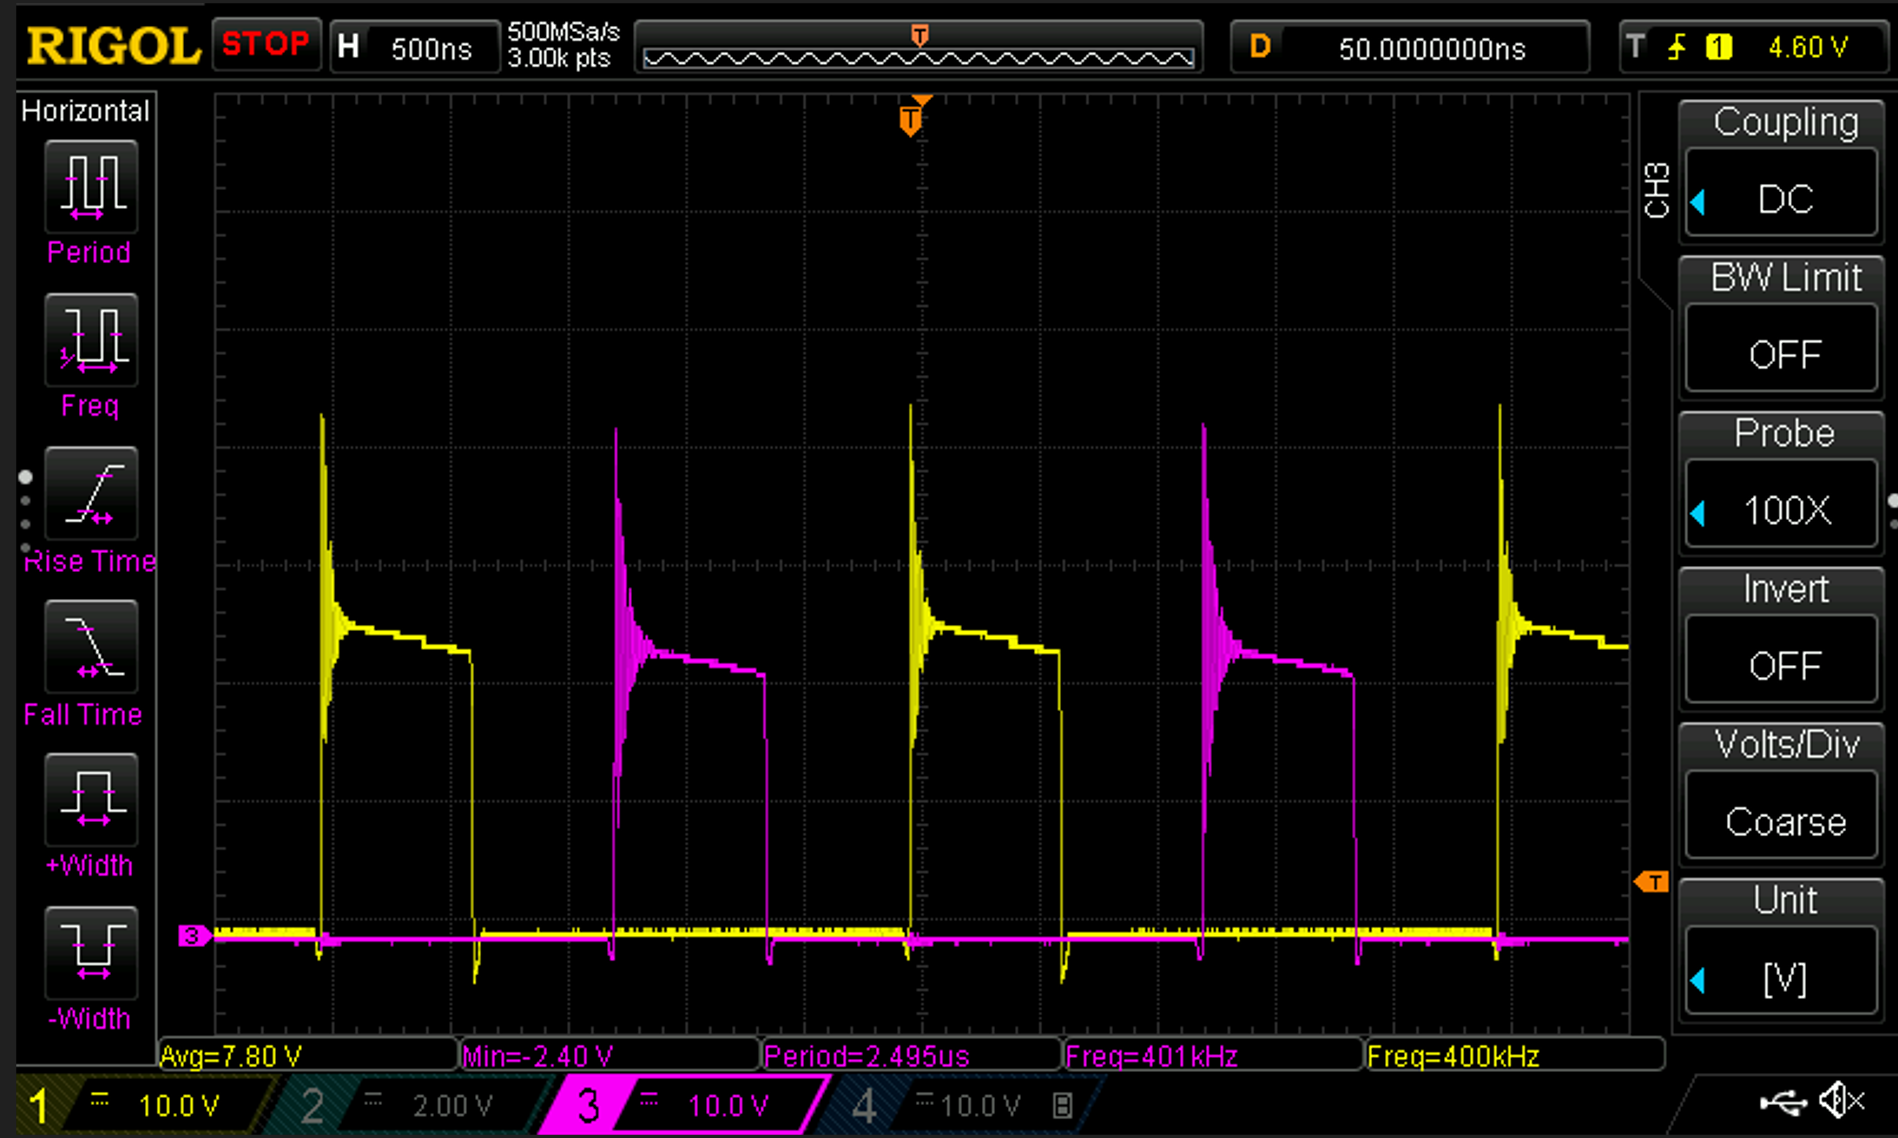 RIGOL STOP H 500ns 500MSa/s 3.00k pts T D 50.0000000ns T 1 4.60 V
Horizontal
Period
1/ Freq
Rise Time
Fall Time
+Width
-Width
T
3
T
CH3
Coupling
DC
BW Limit
OFF
Probe
100X
Invert
OFF
Volts/Div
Coarse
Unit
[V]
Avg=7.80 V Min=-2.40 V Period=2.495us Freq=401kHz Freq=400kHz
1 10.0 V 2 2.00 V 3 10.0 V 4 10.0 V B